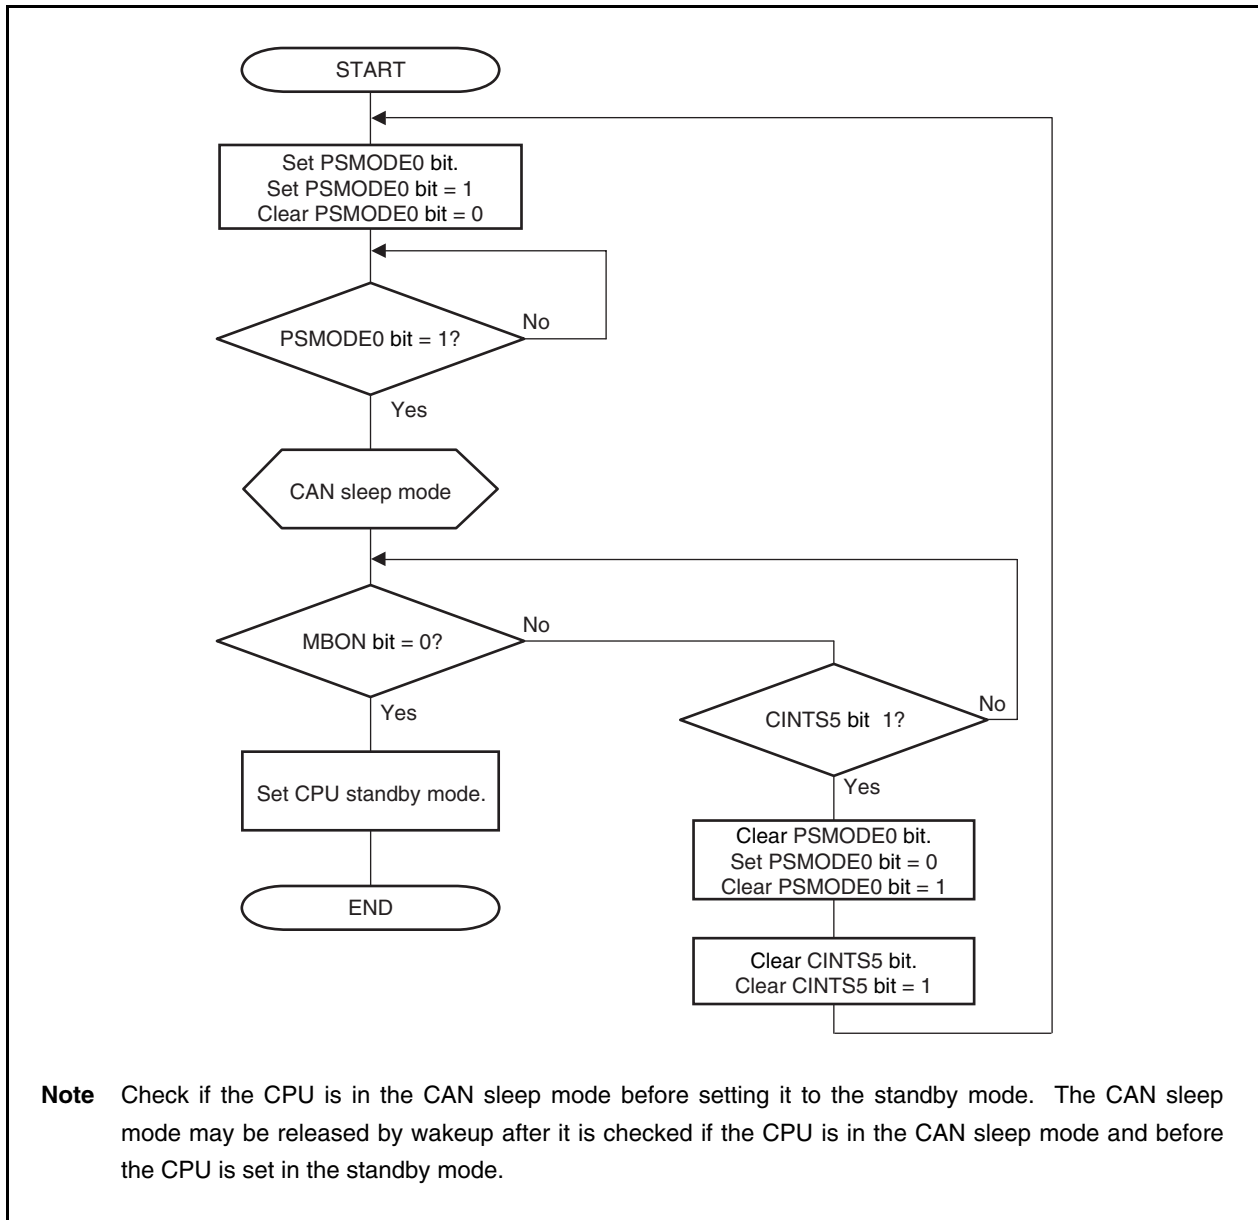 START
Set PSMODE0 bit.
Set PSMODE0 bit = 1
Clear PSMODE0 bit = 0
PSMODE0 bit = 1?
No
Yes
CAN sleep mode
MBON bit = 0?
No
Yes
CINTS5 bit 1?
No
Yes
Set CPU standby mode.
Clear PSMODE0 bit.
Set PSMODE0 bit = 0
Clear PSMODE0 bit = 1
END
Clear CINTS5 bit.
Clear CINTS5 bit = 1
Note Check if the CPU is in the CAN sleep mode before setting it to the standby mode. The CAN sleep
mode may be released by wakeup after it is checked if the CPU is in the CAN sleep mode and before
the CPU is set in the standby mode.